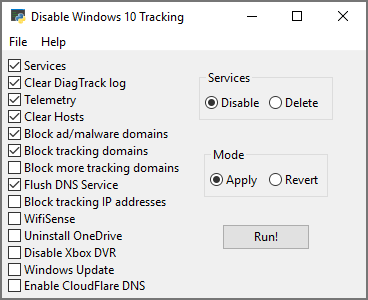 Disable Windows 10 Tracking
File Help
Services
Clear DiagTrack log
Telemetry
Clear Hosts
Block ad/malware domains
Block tracking domains
Block more tracking domains
Flush DNS Service
Block tracking IP addresses
WifiSense
Uninstall OneDrive
Disable Xbox DVR
Windows Update
Enable CloudFlare DNS
Services
Disable Delete
Mode
Apply Revert
Run!